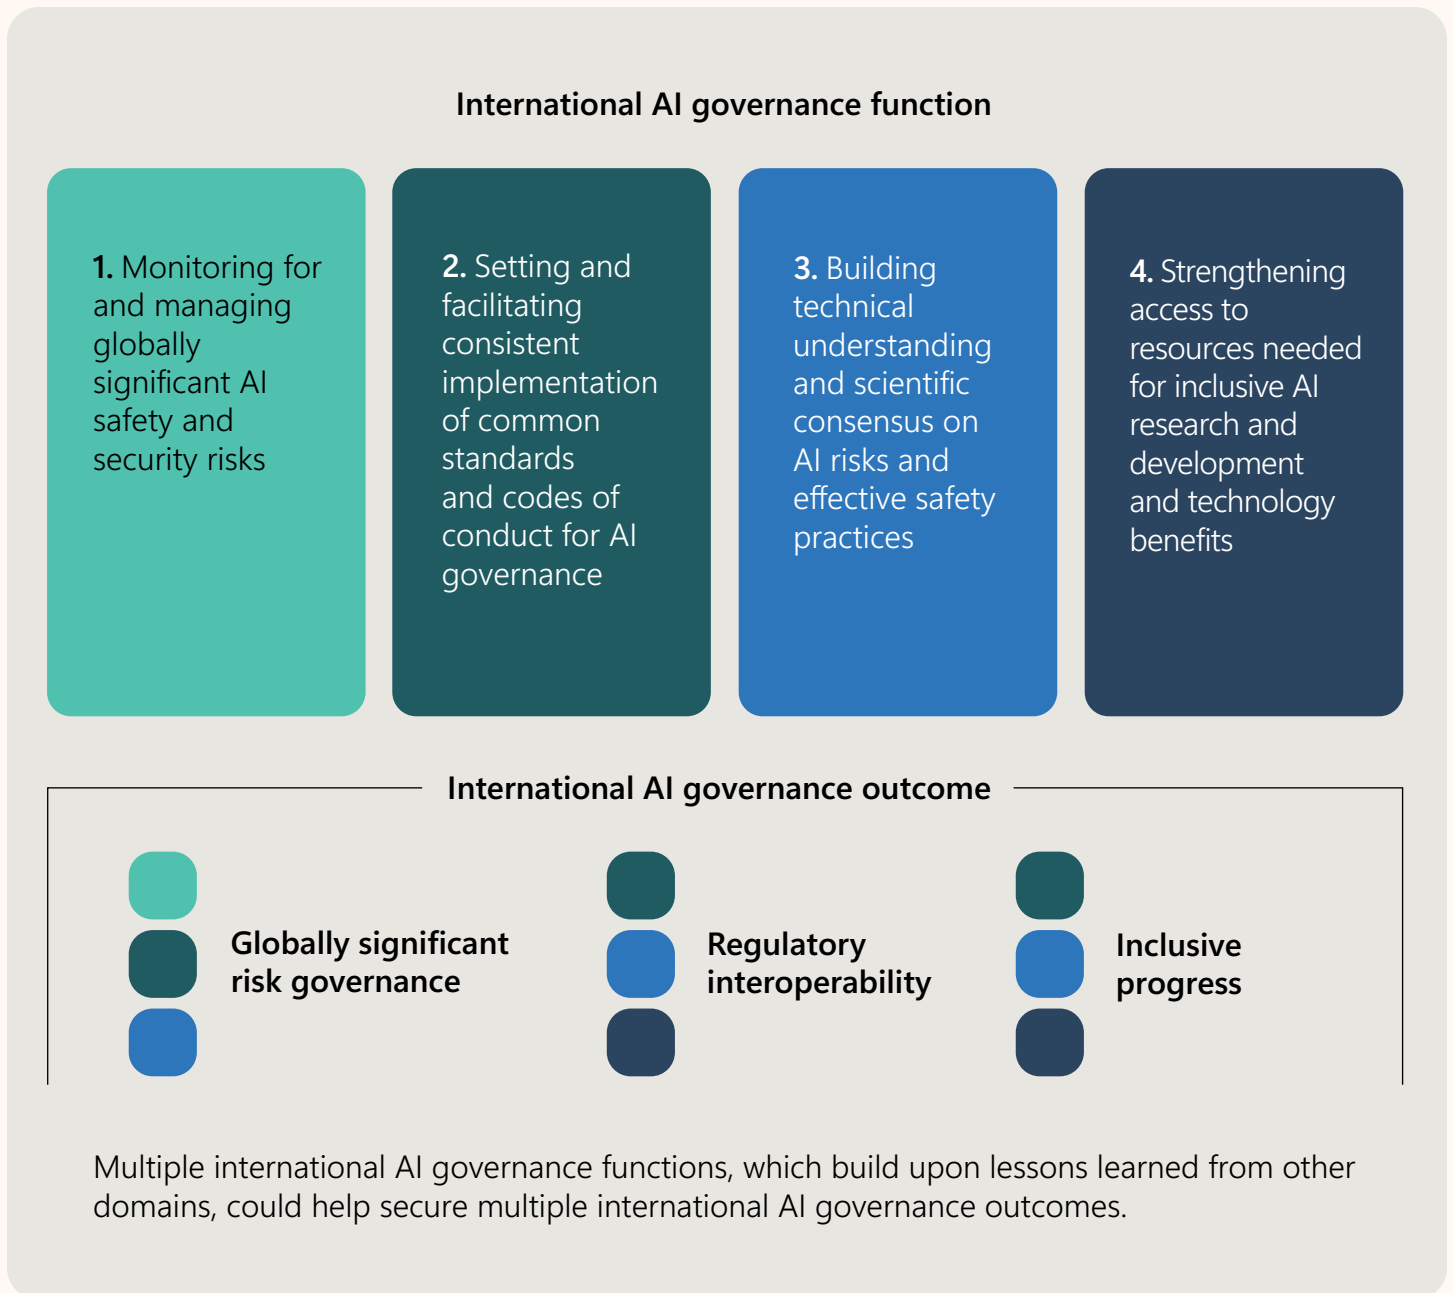 International AI governance function
1. Monitoring for
and managing
globally
significant AI
safety and
security risks
2. Setting and
facilitating
consistent
implementation
of common
standards
and codes of
conduct for AI
governance
3. Building
technical
understanding
and scientific
consensus on
AI risks and
effective safety
practices
4. Strengthening
access to
resources needed
for inclusive AI
research and
development
and technology
benefits
International AI governance outcome
Globally significant
risk governance
Regulatory
interoperability
Inclusive
progress
Multiple international AI governance functions, which build upon lessons learned from other
domains, could help secure multiple international AI governance outcomes.